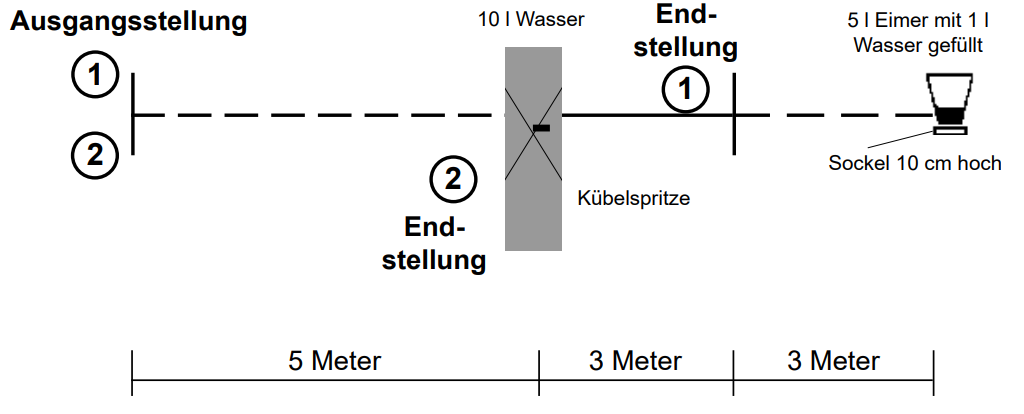 Ausgangsstellung
1
2
10 l Wasser
End-
stellung
1
5 l Eimer mit 1 l
Wasser gefüllt
Sockel 10 cm hoch
2
End-
stellung
Kübelspritze
5 Meter
3 Meter
3 Meter